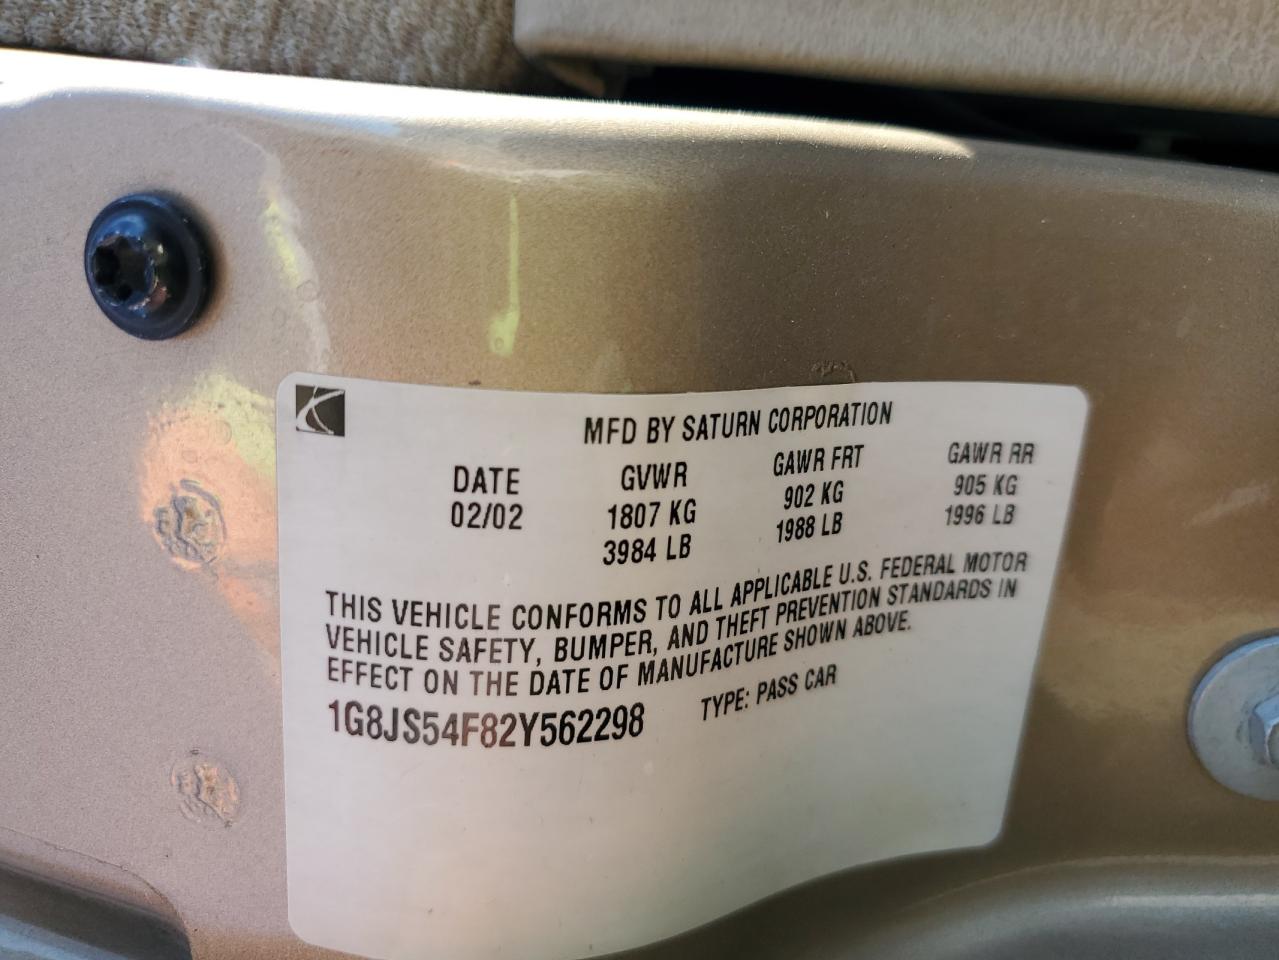 MFD BY SATURN CORPORATION
DATE GVWR GAWR FRT GAWR RR
02/02 1807 KG 902 KG 905 KG
3984 LB 1988 LB 1996 LB
THIS VEHICLE CONFORMS TO ALL APPLICABLE U.S. FEDERAL MOTOR
VEHICLE SAFETY, BUMPER, AND THEFT PREVENTION STANDARDS IN
EFFECT ON THE DATE OF MANUFACTURE SHOWN ABOVE.
1G8JS54F82Y562298 TYPE: PASS CAR